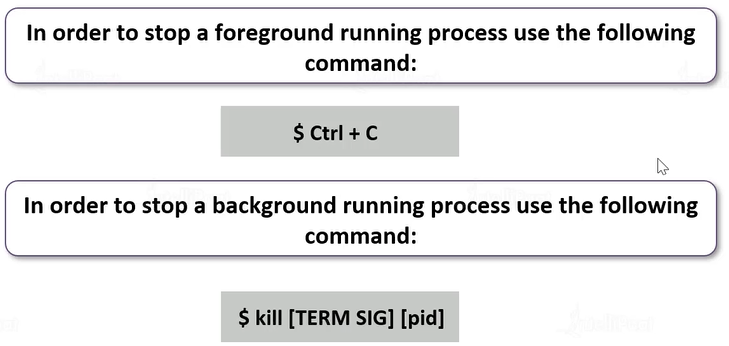 In order to stop a foreground running process use the following
command:
$ Ctrl + C
In order to stop a background running process use the following
command:
$ kill [TERM SIG] [pid]